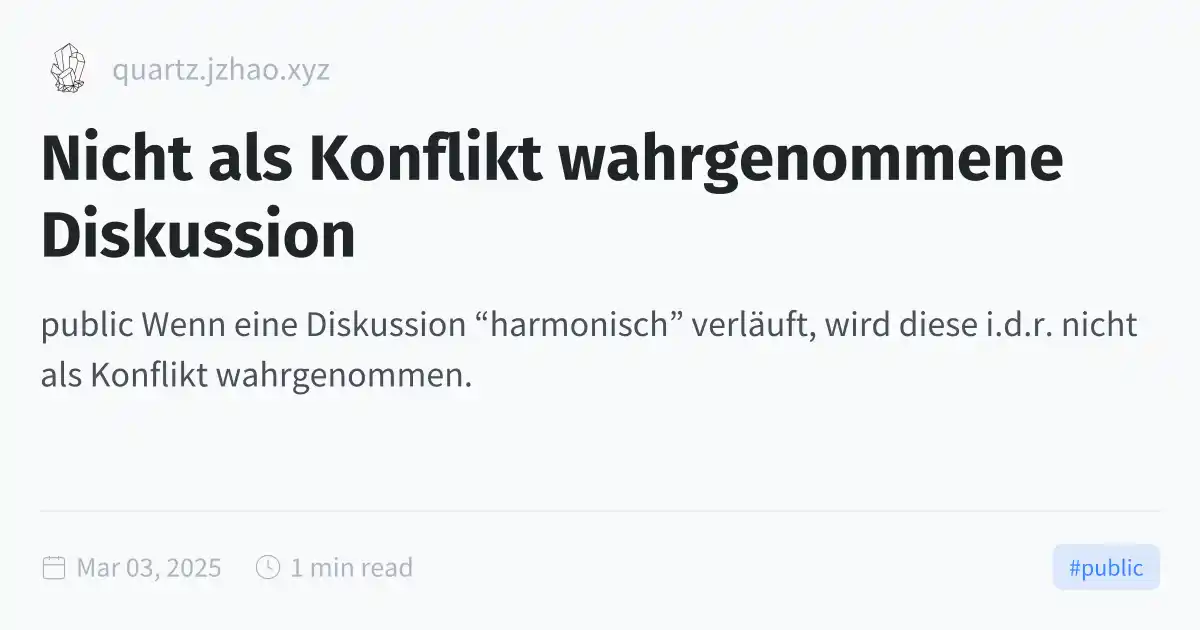 quartz.jzhao.xyz
Nicht als Konflikt wahrgenommene
Diskussion
public Wenn eine Diskussion “harmonisch” verläuft, wird diese i.d.r. nicht
als Konflikt wahrgenommen.
Mar 03, 2025 1 min read #public